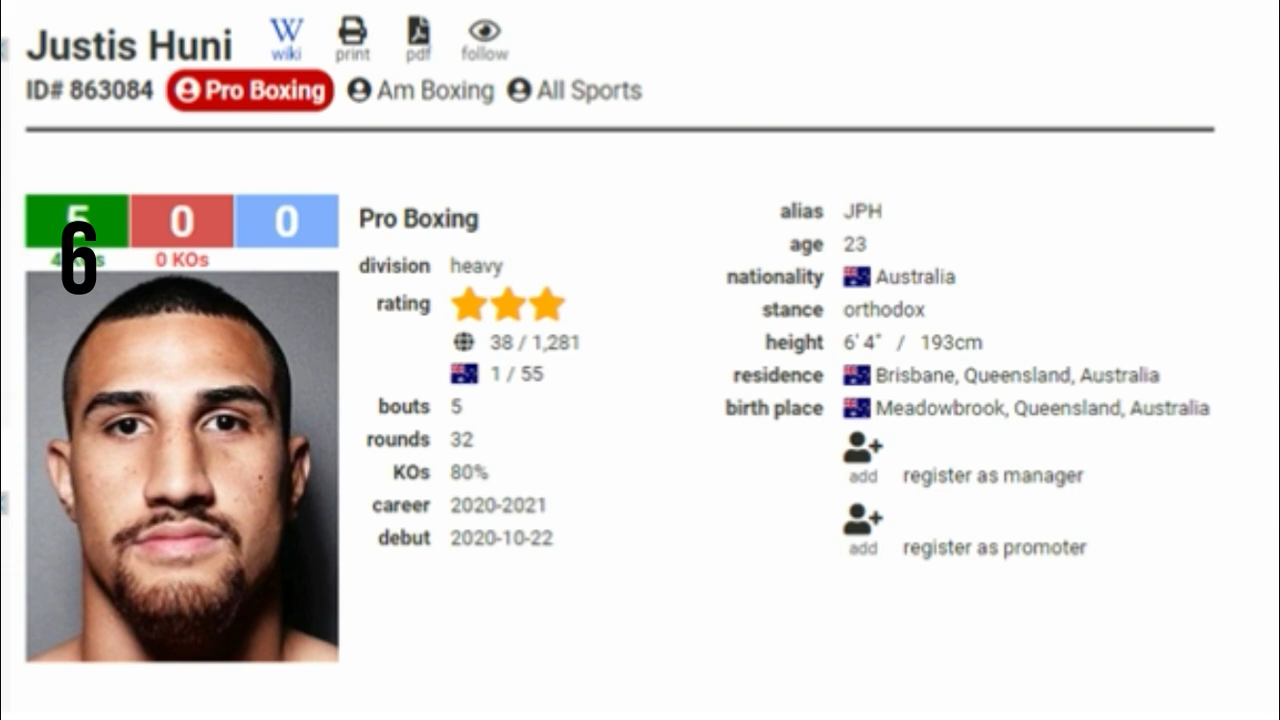 Justis Huni
wiki print pdf follow
ID# 863084 Pro Boxing Am Boxing All Sports
5 0 0
6
0 KOs
Pro Boxing
division heavy
rating
38 / 1,281
1 / 55
bouts 5
rounds 32
KOs 80%
career 2020-2021
debut 2020-10-22
alias JPH
age 23
nationality Australia
stance orthodox
height 6' 4" / 193cm
residence Brisbane, Queensland, Australia
birth place Meadowbrook, Queensland, Australia
add register as manager
add register as promoter